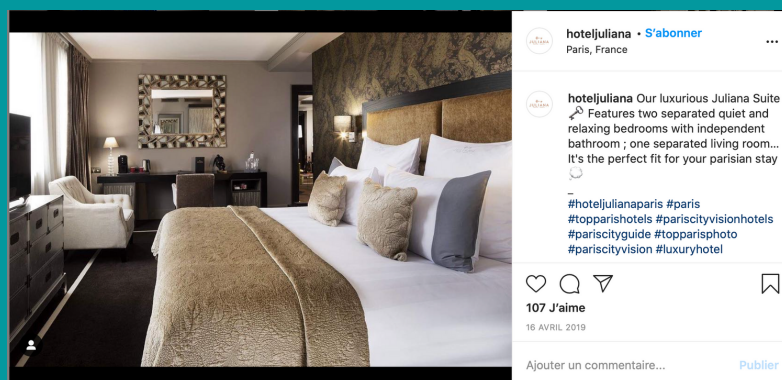 hoteljuliana • S'abonner
Paris, France
hoteljuliana Our luxurious Juliana Suite
🗝 Features two separated quiet and
relaxing bedrooms with independent
bathroom ; one separated living room...
It's the perfect fit for your parisian stay
_
#hoteljulianaparis #paris
#topparishotels #pariscityvisionhotels
#pariscityguide #topparisphoto
#pariscityvision #luxuryhotel
107 J'aime
16 AVRIL 2019
Ajouter un commentaire... Publier